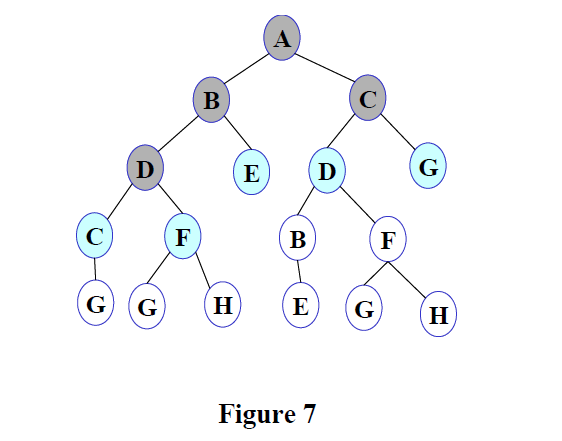 A
B C
D E D G
C F B F
G G H E G H
Figure 7